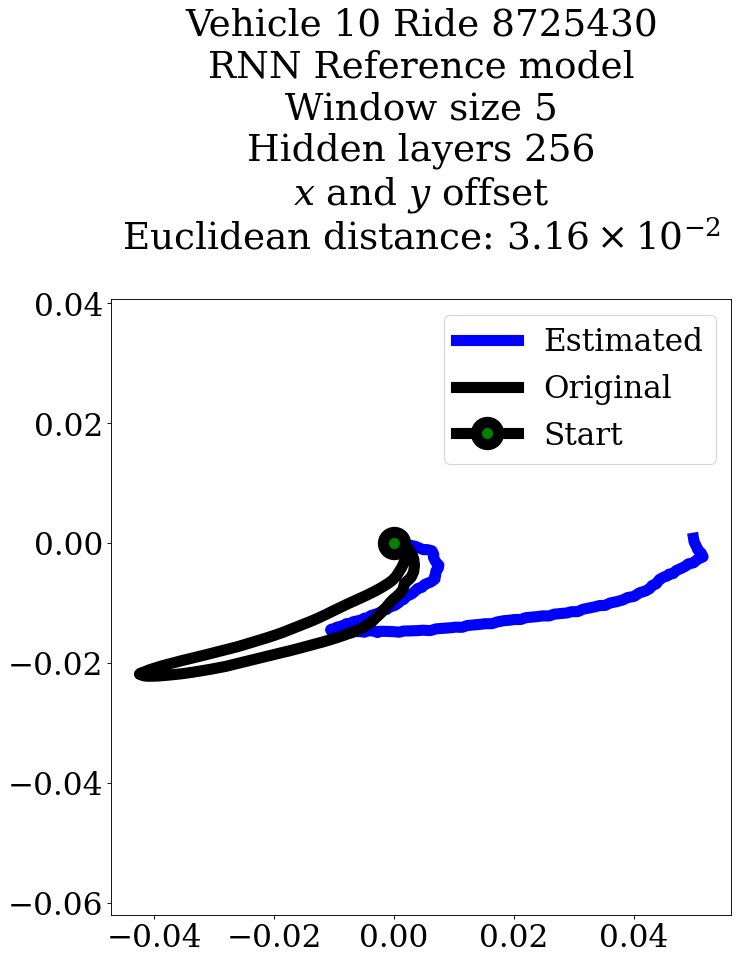 Vehicle 10 Ride 8725430
RNN Reference model
Window size 5
Hidden layers 256
x and y offset
Euclidean distance: 3.16 × 10⁻²
0.04
Estimated
Original
Start
0.02
0.00
−0.02
−0.04
−0.06
−0.04 −0.02 0.00 0.02 0.04